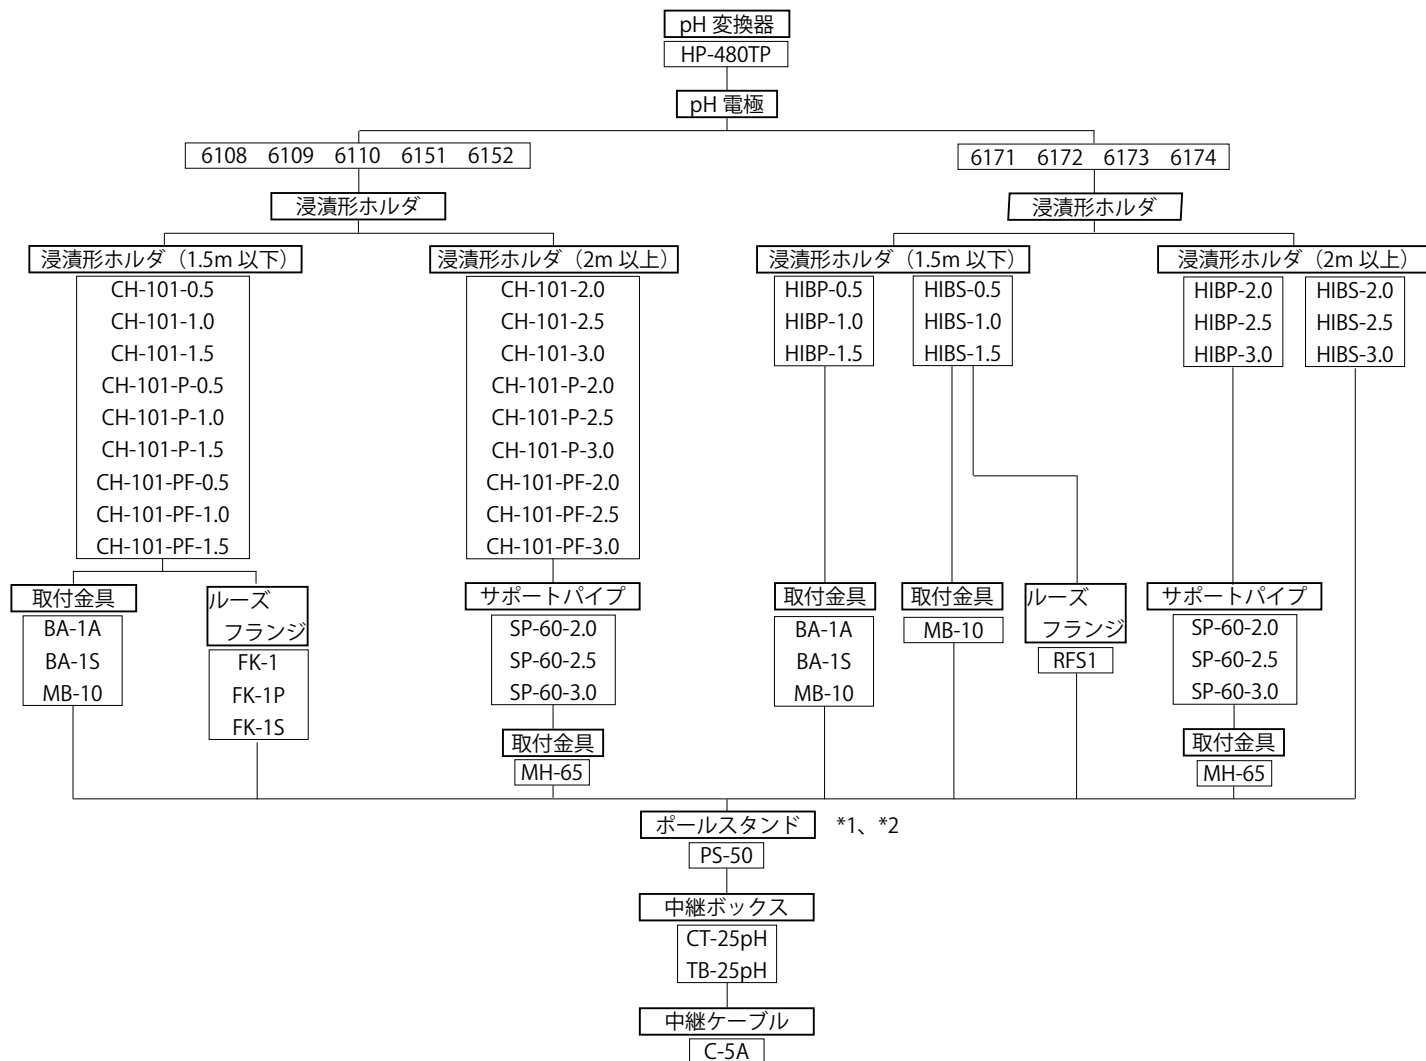 pH 変換器
HP-480TP
pH 電極
6108 6109 6110 6151 6152
6171 6172 6173 6174
浸漬形ホルダ
浸漬形ホルダ
浸漬形ホルダ（1.5m 以下）
CH-101-0.5
CH-101-1.0
CH-101-1.5
CH-101-P-0.5
CH-101-P-1.0
CH-101-P-1.5
CH-101-PF-0.5
CH-101-PF-1.0
CH-101-PF-1.5
浸漬形ホルダ（2m 以上）
CH-101-2.0
CH-101-2.5
CH-101-3.0
CH-101-P-2.0
CH-101-P-2.5
CH-101-P-3.0
CH-101-PF-2.0
CH-101-PF-2.5
CH-101-PF-3.0
浸漬形ホルダ（1.5m 以下）
HIBP-0.5
HIBP-1.0
HIBP-1.5
HIBS-0.5
HIBS-1.0
HIBS-1.5
浸漬形ホルダ（2m 以上）
HIBP-2.0
HIBP-2.5
HIBP-3.0
HIBS-2.0
HIBS-2.5
HIBS-3.0
取付金具
BA-1A
BA-1S
MB-10
ルーズ
フランジ
FK-1
FK-1P
FK-1S
サポートパイプ
SP-60-2.0
SP-60-2.5
SP-60-3.0
取付金具
MH-65
取付金具
BA-1A
BA-1S
MB-10
取付金具
MB-10
ルーズ
フランジ
RFS1
サポートパイプ
SP-60-2.0
SP-60-2.5
SP-60-3.0
取付金具
MH-65
ポールスタンド *1、*2
PS-50
中継ボックス
CT-25pH
TB-25pH
中継ケーブル
C-5A